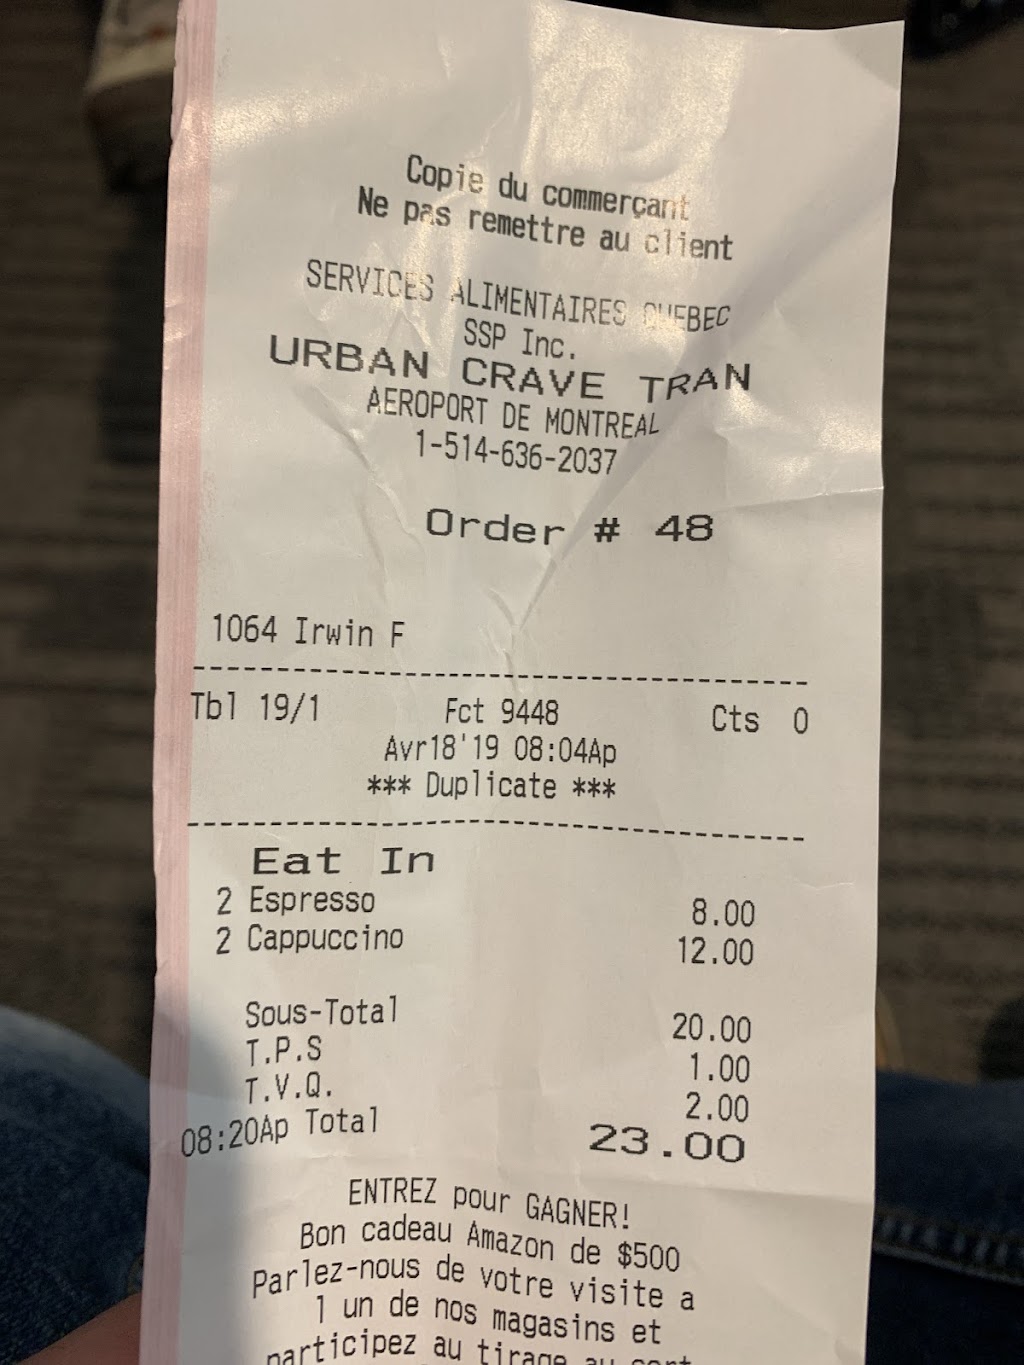 Copie du commerçant
Ne pas remettre au client
SERVICES ALIMENTAIRES QUEBEC
SSP Inc.
URBAN CRAVE TRAN
AEROPORT DE MONTREAL
1-514-636-2037
Order # 48
1064 Irwin F
Tbl 19/1 Fct 9448 Cts 0
Avr18'19 08:04Ap
*** Duplicate ***
Eat In
2 Espresso 8.00
2 Cappuccino 12.00
Sous-Total 20.00
T.P.S 1.00
T.V.Q. 2.00
08:20Ap Total 23.00
ENTREZ pour GAGNER!
Bon cadeau Amazon de $500
Parlez-nous de votre visite a
1 un de nos magasins et
participez au tirage au sort